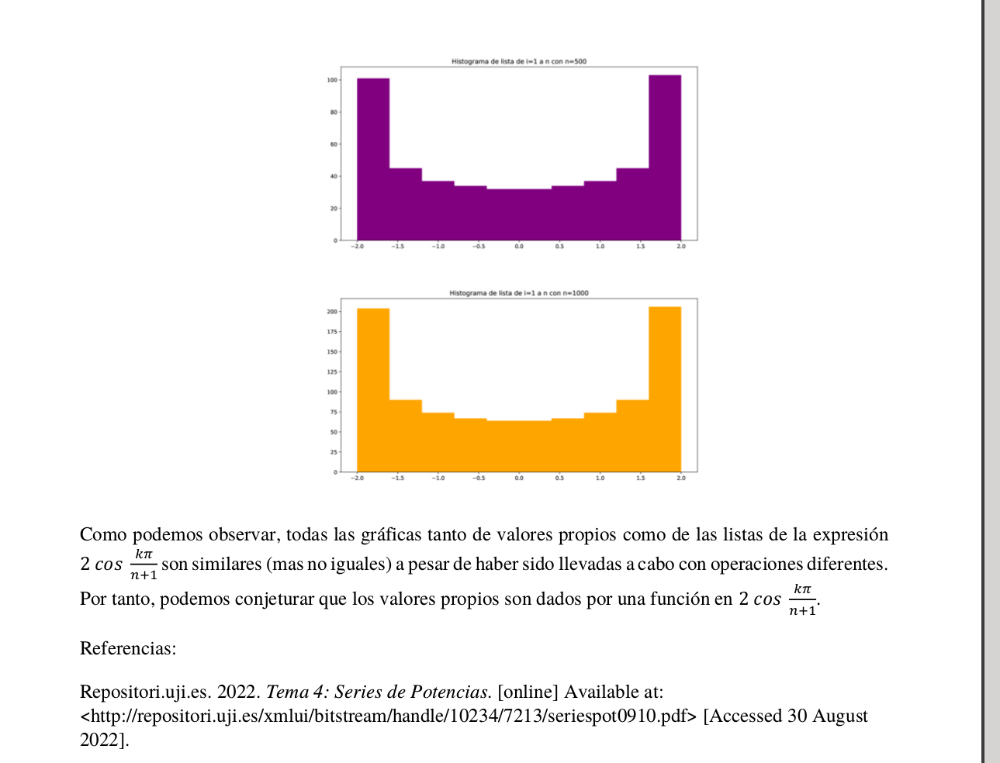 Histograma de lista de i=1 a n con n=500
100
80
60
40
20
0
−2.0 −1.5 −1.0 −0.5 0.0 0.5 1.0 1.5 2.0
Histograma de lista de i=1 a n con n=1000
200
175
150
125
100
75
50
25
0
−2.0 −1.5 −1.0 −0.5 0.0 0.5 1.0 1.5 2.0
Como podemos observar, todas las gráficas tanto de valores propios como de las listas de la expresión
2 cos kπ/n+1 son similares (mas no iguales) a pesar de haber sido llevadas a cabo con operaciones diferentes.
Por tanto, podemos conjeturar que los valores propios son dados por una función en 2 cos kπ/n+1.
Referencias:
Repositori.uji.es. 2022. Tema 4: Series de Potencias. [online] Available at:
<http://repositori.uji.es/xmlui/bitstream/handle/10234/7213/seriespot0910.pdf> [Accessed 30 August
2022].